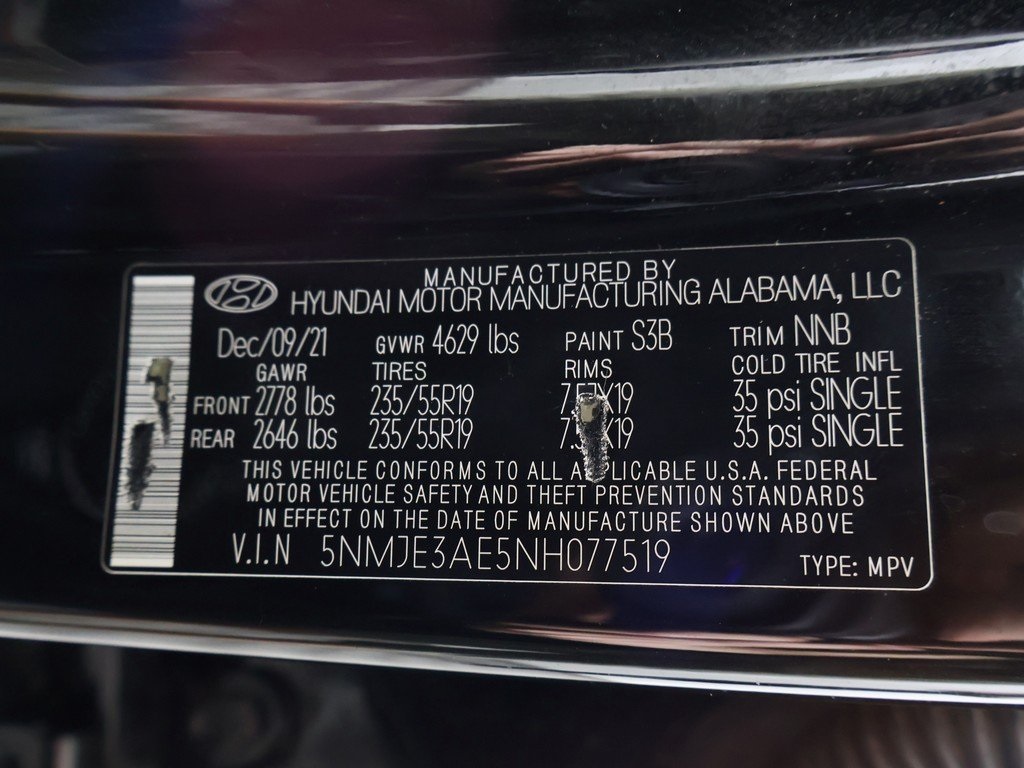 MANUFACTURED BY
HYUNDAI MOTOR MANUFACTURING ALABAMA, LLC
Dec/09/21 GVWR 4629 lbs PAINT S3B TRIM NNB
GAWR TIRES RIMS COLD TIRE INFL
FRONT 2778 lbs 235/55R19 35 psi SINGLE
REAR 2646 lbs 235/55R19 35 psi SINGLE
THIS VEHICLE CONFORMS TO ALL U.S.A. FEDERAL
MOTOR VEHICLE SAFETY AND THEFT PREVENTION STANDARDS
IN EFFECT ON THE DATE OF MANUFACTURE SHOWN ABOVE
V.I.N 5NMJE3AE5NH077519 TYPE: MPV